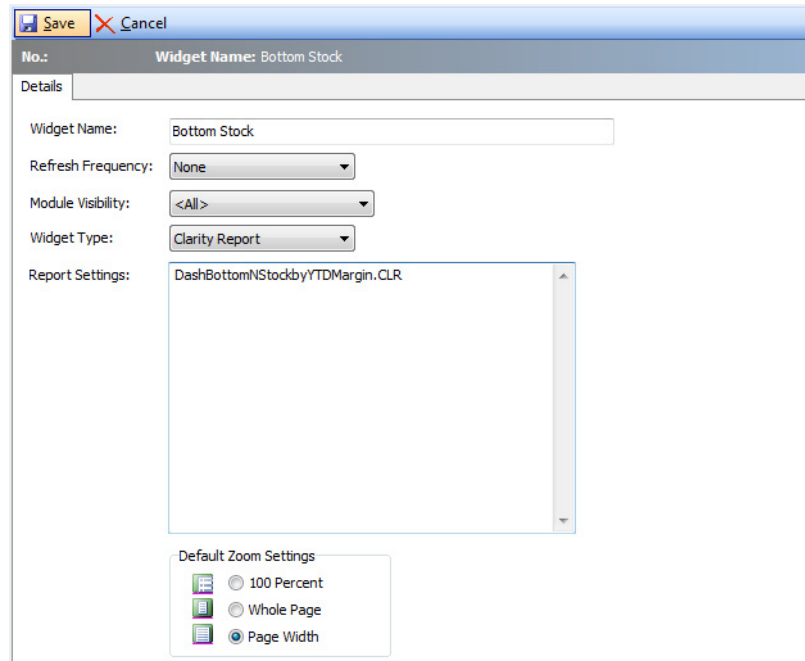 Save Cancel
No.: Widget Name: Bottom Stock
Details
Widget Name: Bottom Stock
Refresh Frequency: None
Module Visibility: <All>
Widget Type: Clarity Report
Report Settings: DashBottomNStockbyYTDMargin.CLR
Default Zoom Settings
100 Percent
Whole Page
Page Width